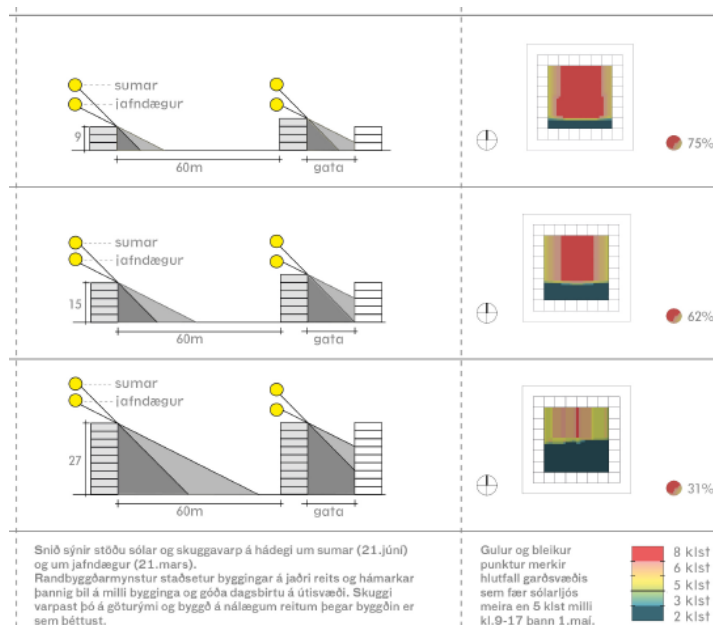 sumar
jafndægur
9
60m
gata
75%
sumar
jafndægur
15
60m
gata
62%
sumar
jafndægur
27
60m
gata
31%
Snið sýnir stöðu sólar og skuggavarp á hádegi um sumar (21.júní)
og um jafndægur (21.mars).
Randbyggðarmynstur staðsetur byggingar á jaðri reits og hámarkar
þannig bil á milli bygginga og góða dagsbirtu á útisvæði. Skuggi
varpast þó á göturými og byggð á nálægum reitum þegar byggðin er
sem þéttust.
Gulur og bleikur
punktur merkir
hlutfall garðsvæðis
sem fær sólarljós
meira en 5 klst milli
kl.9-17 þann 1.maí.
8 klst
6 klst
5 klst
3 klst
2 klst